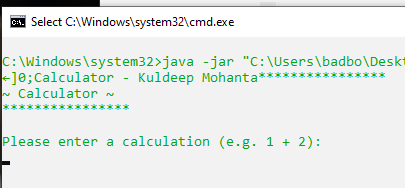 Select C:\Windows\system32\cmd.exe
C:\Windows\system32>java -jar "C:\Users\badbo\Deskt
←]0;Calculator - Kuldeep Mohanta****************
~ Calculator ~
****************
Please enter a calculation (e.g. 1 + 2):